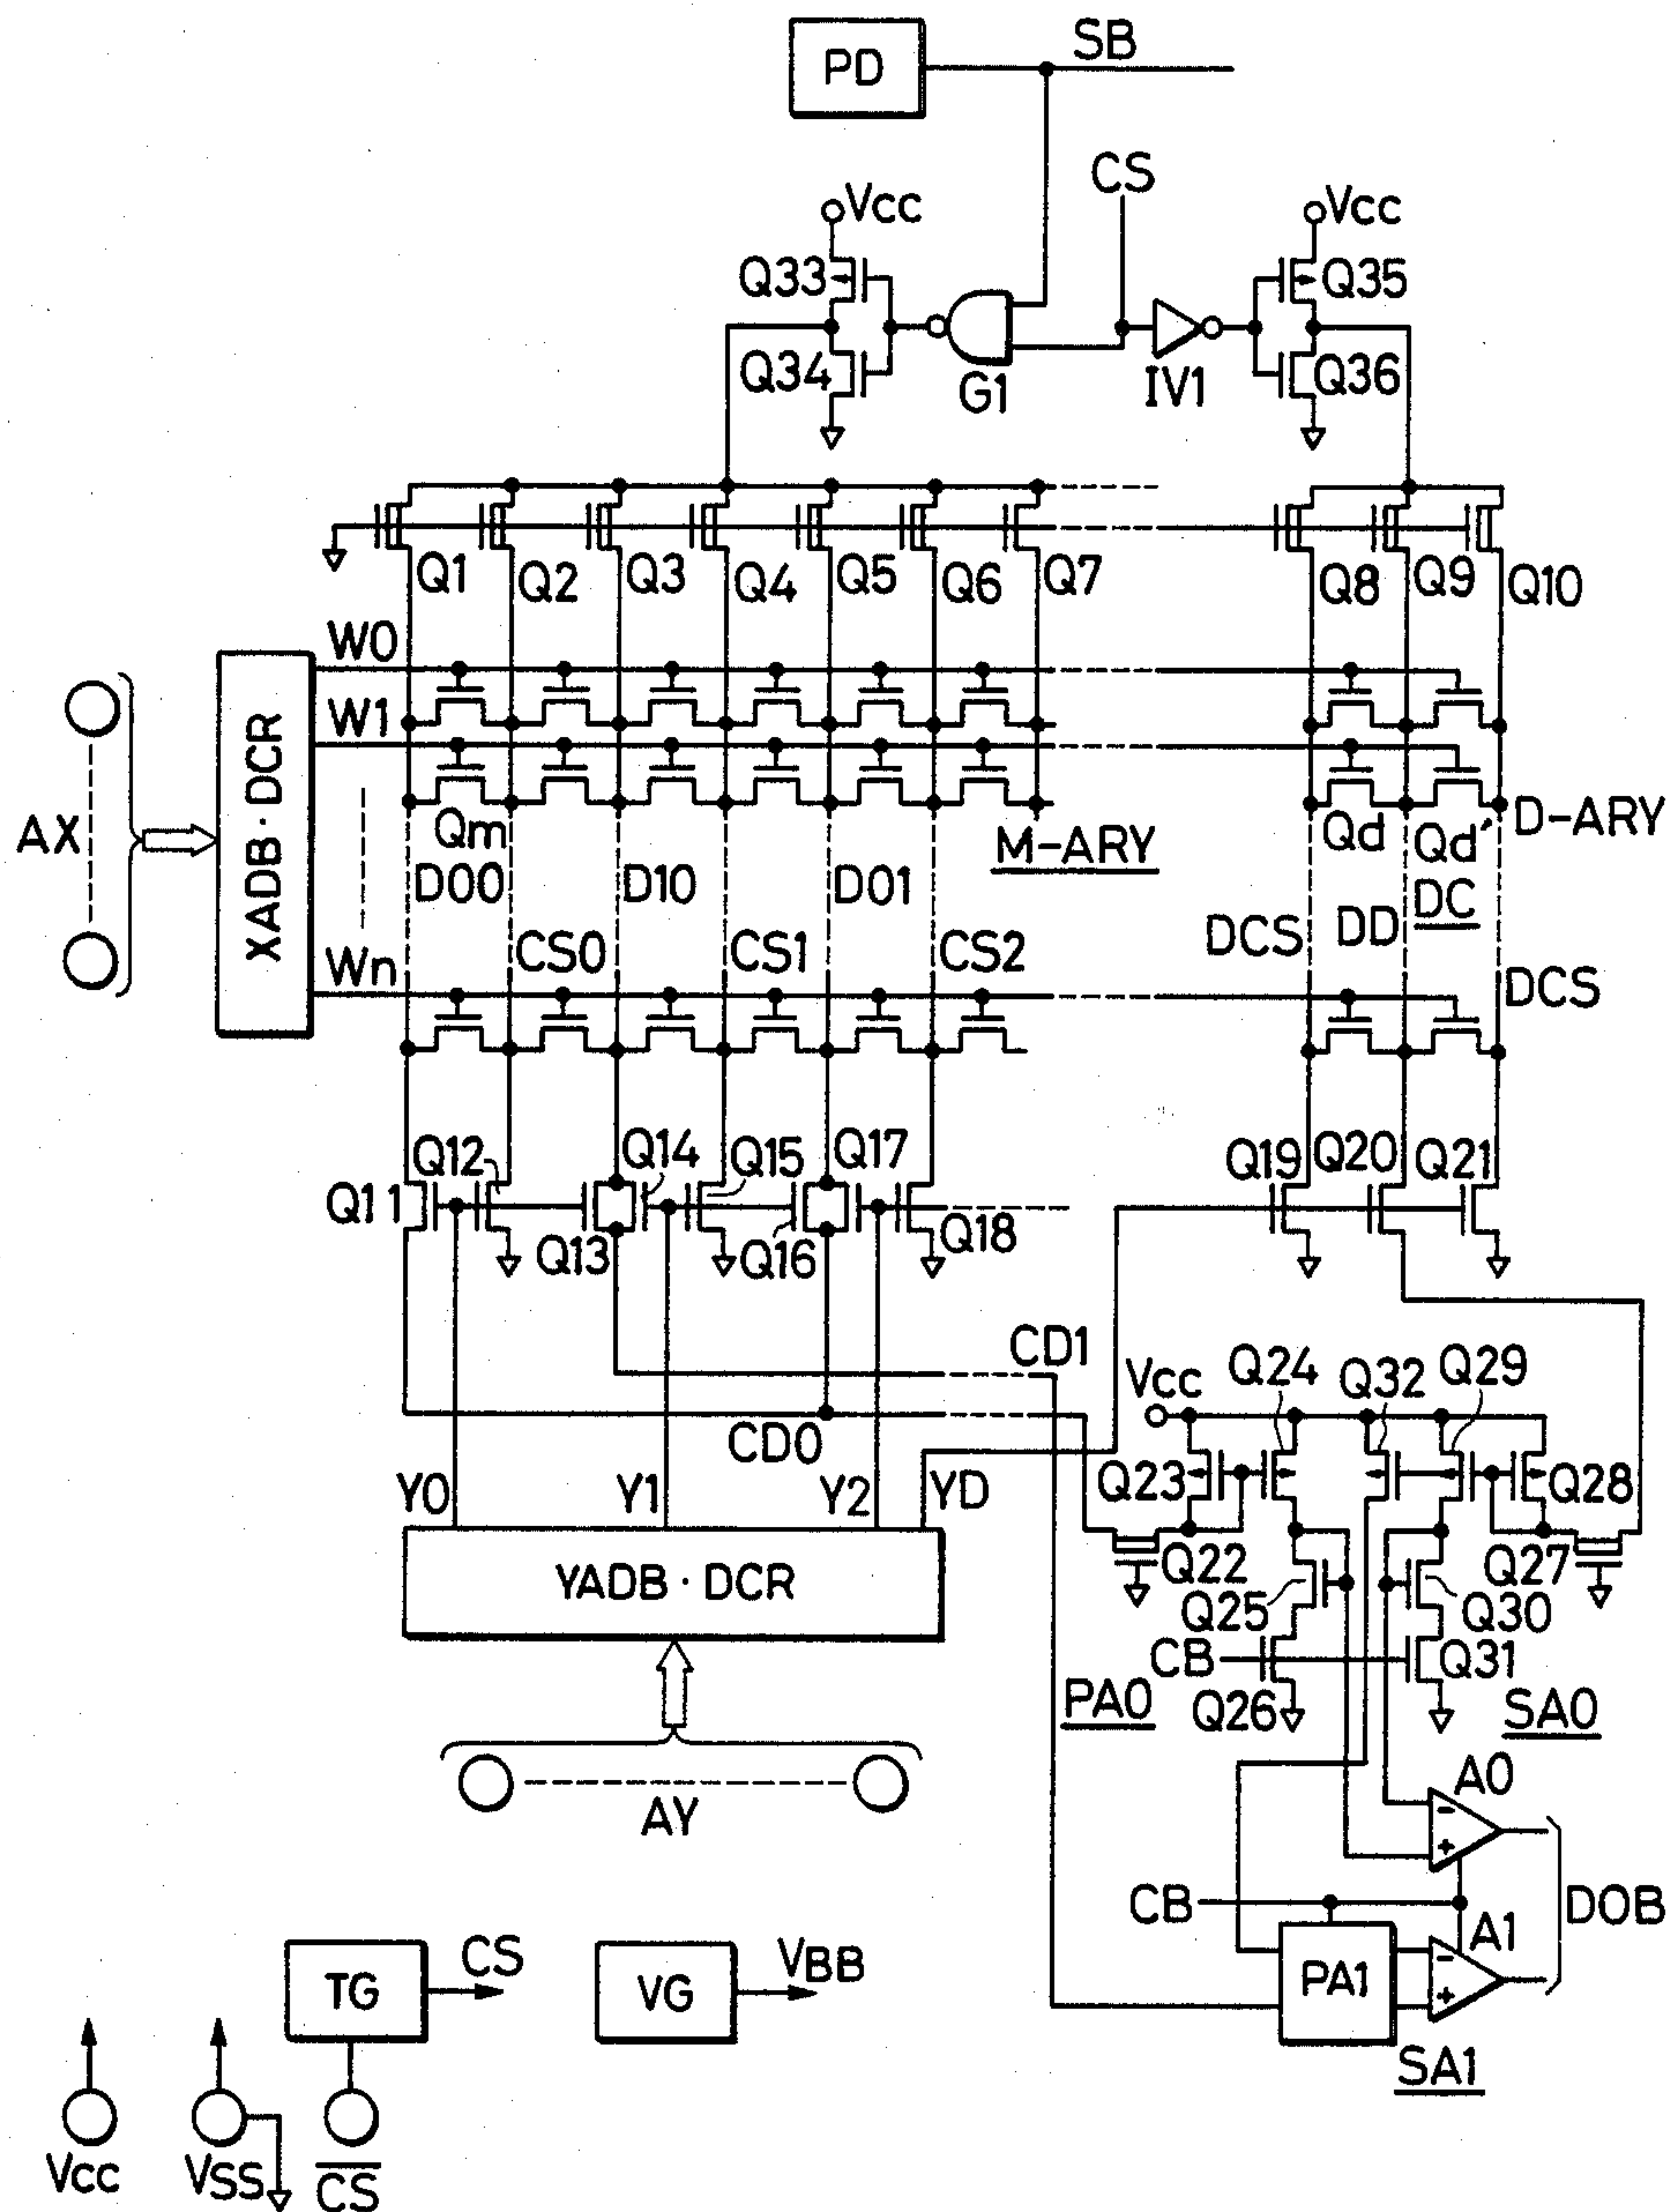 PD
SB
CS
Vcc
Vcc
Q33
Q35
Q34
G1
IV1
Q36
Q1
Q2
Q3
Q4
Q5
Q6
Q7
Q8
Q9
Q10
W0
W1
AX
XADB · DCR
Qm
M-ARY
Qd
Qd'
D-ARY
D00
D10
D01
DC
DCS
DD
CS0
CS1
CS2
Wn
DCS
Q12
Q14
Q15
Q17
Q19
Q20
Q21
Q11
Q13
Q16
Q18
CD1
Vcc
Q24
Q32
Q29
CD0
Y0
Y1
Y2
YD
Q23
Q28
YADB · DCR
Q22
Q27
Q25
Q30
CB
Q31
PA0
Q26
SA0
AY
A0
-
+
CB
DOB
A1
TG
CS
VG
VBB
PA1
-
+
SA1
Vcc
VSS
C̅S̅